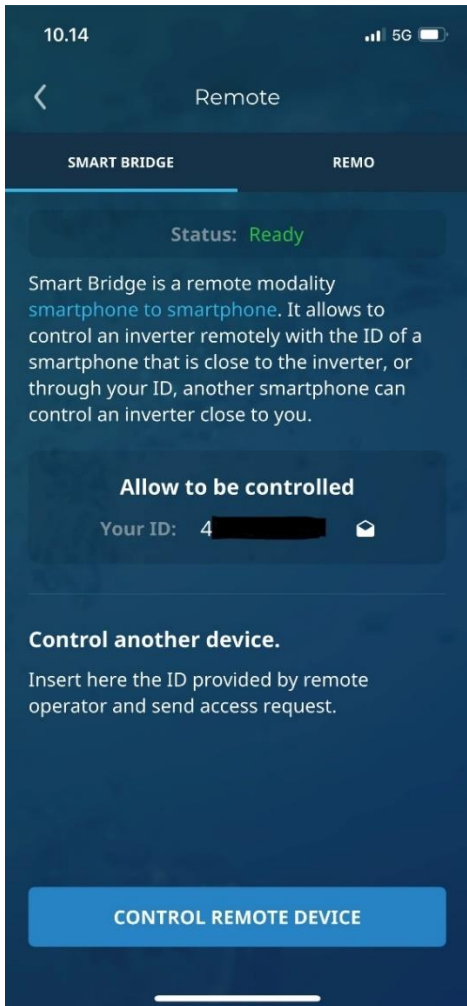 10.14 5G
Remote
SMART BRIDGE REMO
Status: Ready
Smart Bridge is a remote modality
smartphone to smartphone. It allows to
control an inverter remotely with the ID of a
smartphone that is close to the inverter, or
through your ID, another smartphone can
control an inverter close to you.
Allow to be controlled
Your ID: 4
Control another device.
Insert here the ID provided by remote
operator and send access request.
CONTROL REMOTE DEVICE